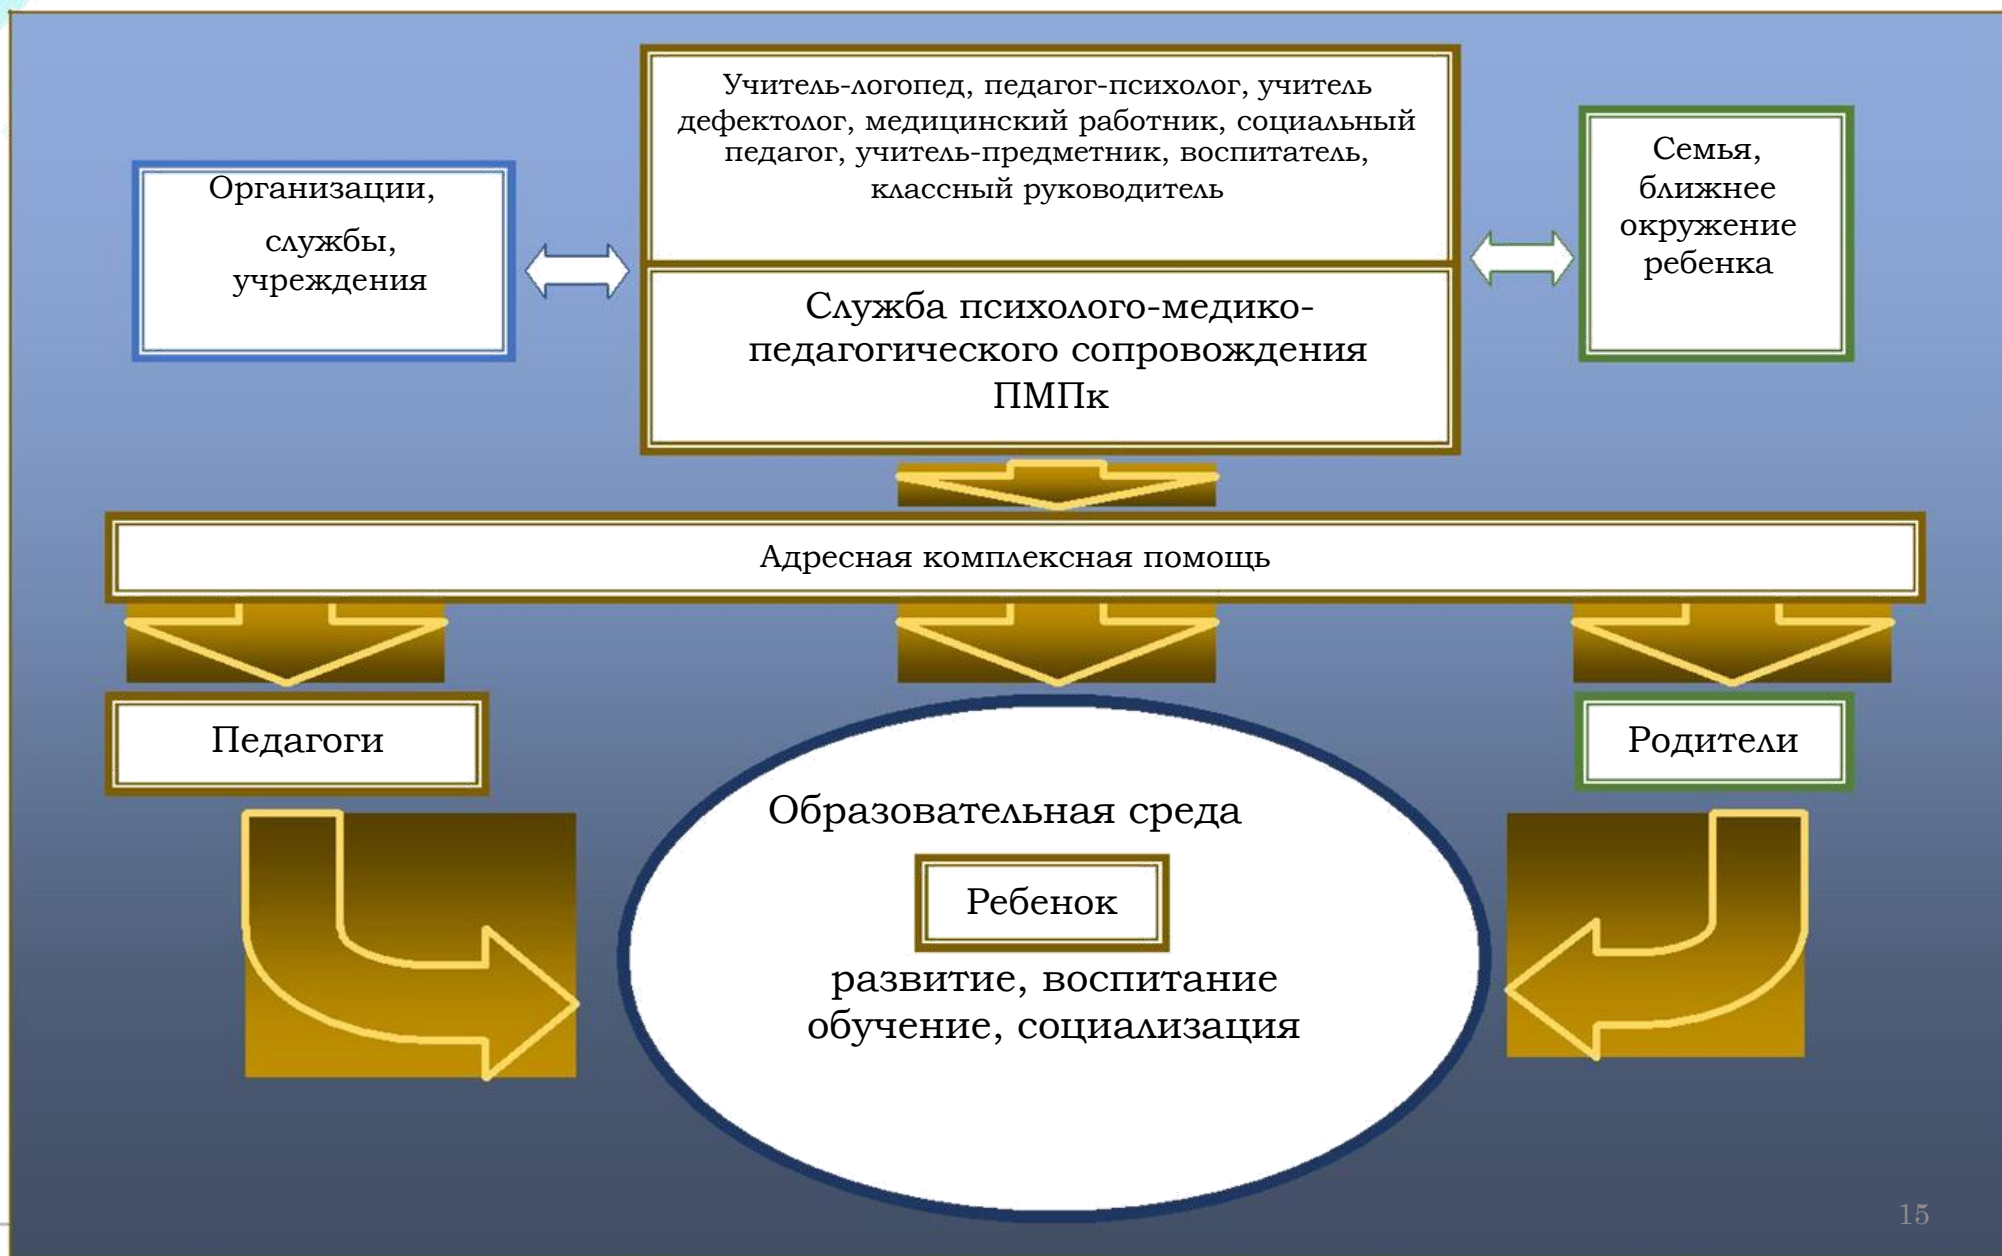 Учитель-логопед, педагог-психолог, учитель
дефектолог, медицинский работник, социальный
педагог, учитель-предметник, воспитатель,
классный руководитель
Организации,
службы,
учреждения
Семья,
ближнее
окружение
ребенка
Служба психолого-медико-
педагогического сопровождения
ПМПк
Адресная комплексная помощь
Педагоги
Родители
Образовательная среда
Ребенок
развитие, воспитание
обучение, социализация
15